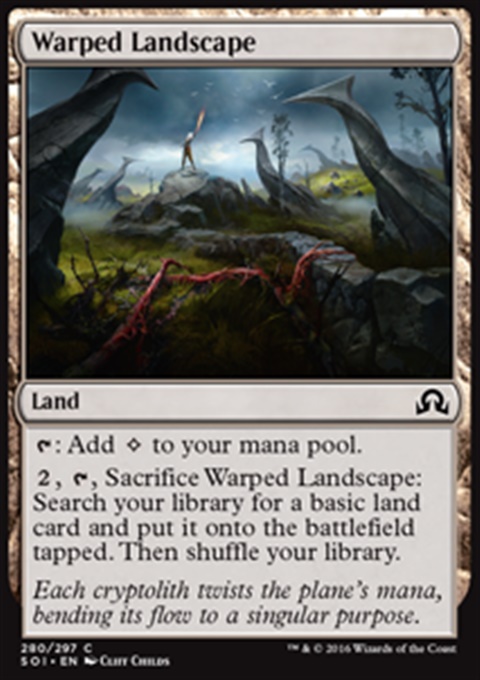 Warped Landscape
Land
: Add to your mana pool.
2, , Sacrifice Warped Landscape:
Search your library for a basic land
card and put it onto the battlefield
tapped. Then shuffle your library.
Each cryptolith twists the plane's mana,
bending its flow to a singular purpose.
280/297 C
SOI • EN Cliff Childs
™ & © 2016 Wizards of the Coast